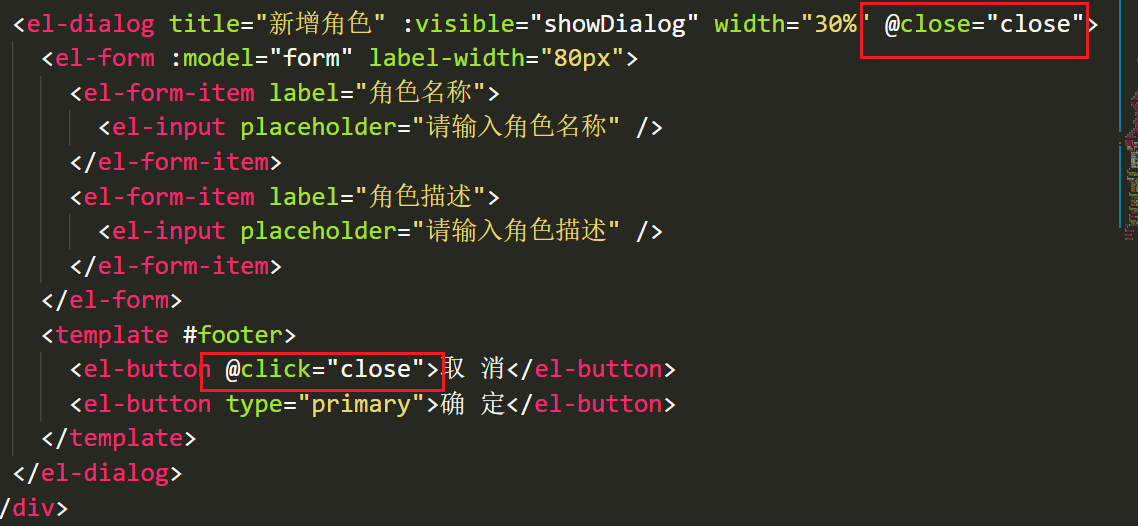 <el-dialog title="新增角色" :visible="showDialog" width="30%" @close="close">
<el-form :model="form" label-width="80px">
<el-form-item label="角色名称">
<el-input placeholder="请输入角色名称" />
</el-form-item>
<el-form-item label="角色描述">
<el-input placeholder="请输入角色描述" />
</el-form-item>
</el-form>
<template #footer>
<el-button @click="close">取 消</el-button>
<el-button type="primary">确 定</el-button>
</template>
</el-dialog>
/div>